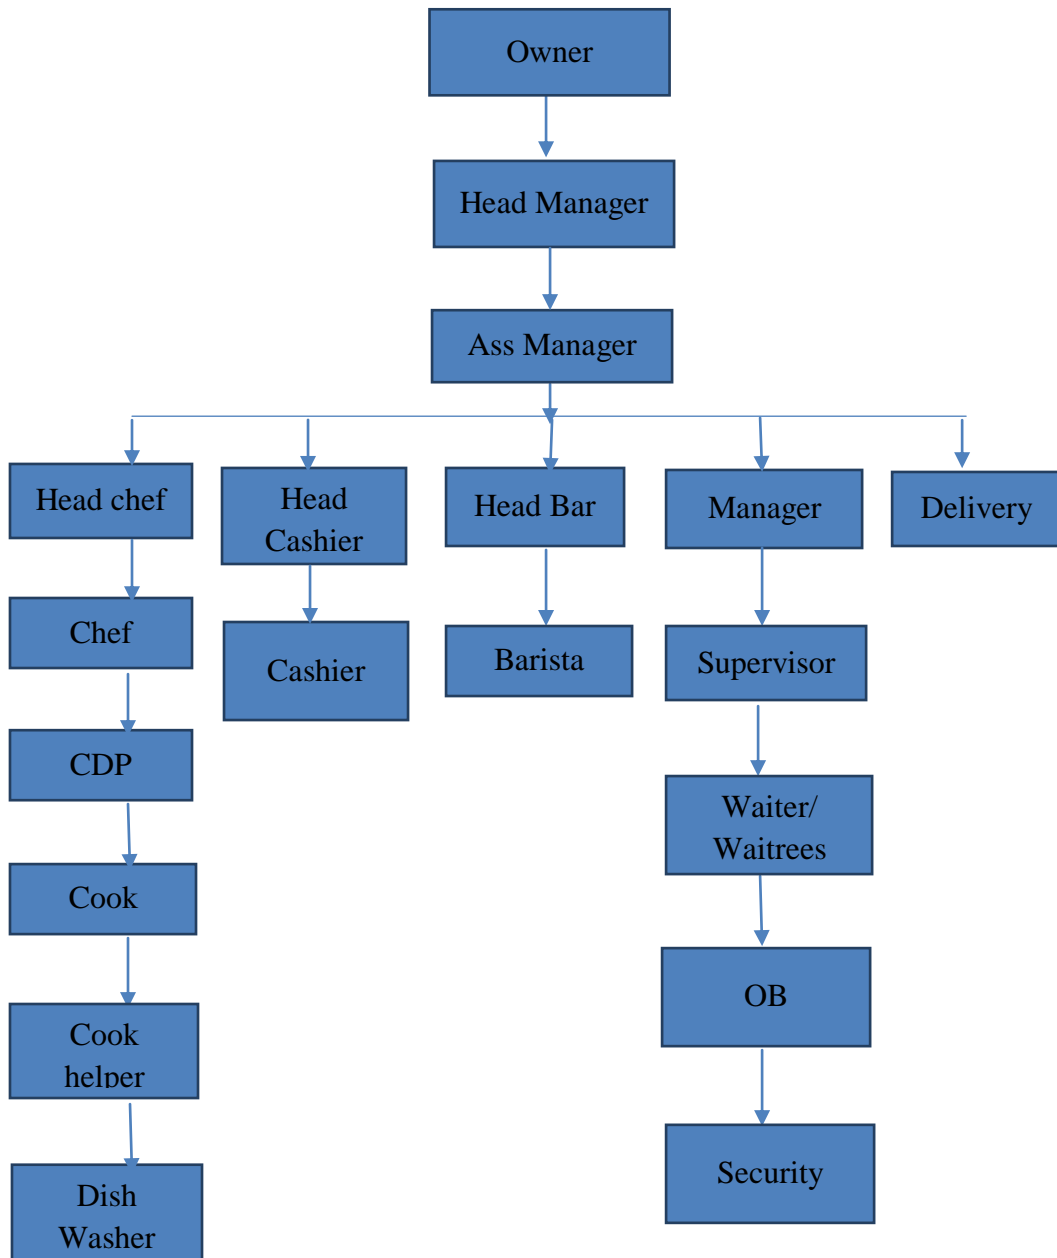 Owner
Head Manager
Ass Manager
Head chef
Head
Cashier
Head Bar
Manager
Delivery
Chef
Cashier
Barista
Supervisor
CDP
Waiter/
Waitrees
Cook
OB
Cook
helper
Security
Dish
Washer